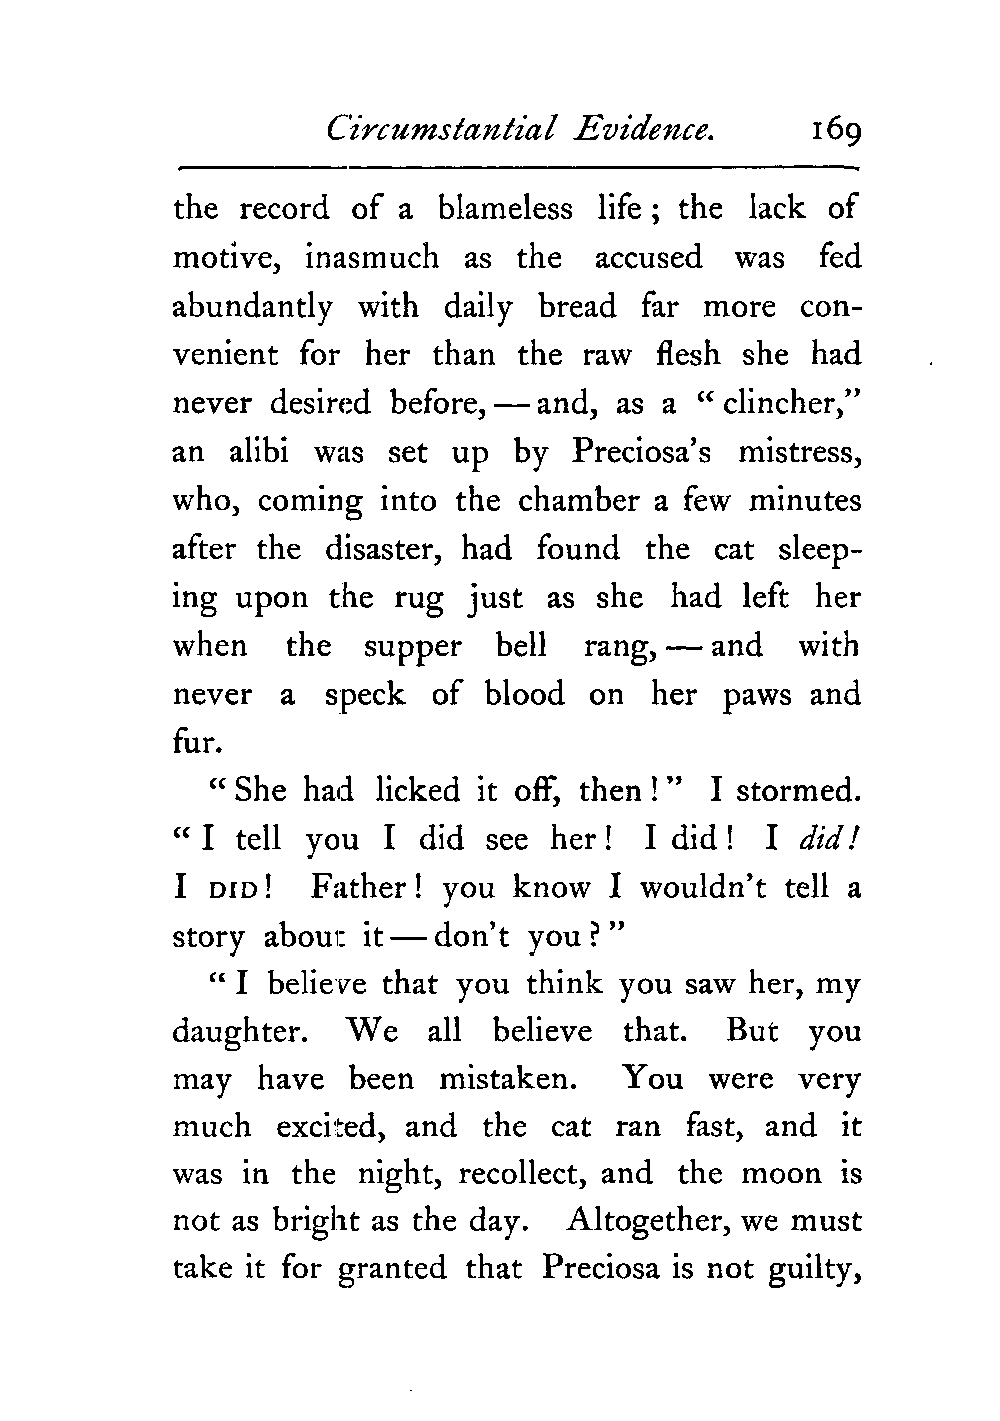 Circumstantial Evidence. 169
the record of a blameless life; the lack of
motive, inasmuch as the accused was fed
abundantly with daily bread far more con-
venient for her than the raw flesh she had
never desired before,—and, as a "clincher,"
an alibi was set up by Preciosa's mistress,
who, coming into the chamber a few minutes
after the disaster, had found the cat sleep-
ing upon the rug just as she had left her
when the supper bell rang,—and with
never a speck of blood on her paws and
fur.
"She had licked it off, then!" I stormed.
"I tell you I did see her! I did! I did!
I DID! Father! you know I wouldn't tell a
story about it—don't you?"
"I believe that you think you saw her, my
daughter. We all believe that. But you
may have been mistaken. You were very
much excited, and the cat ran fast, and it
was in the night, recollect, and the moon is
not as bright as the day. Altogether, we must
take it for granted that Preciosa is not guilty,